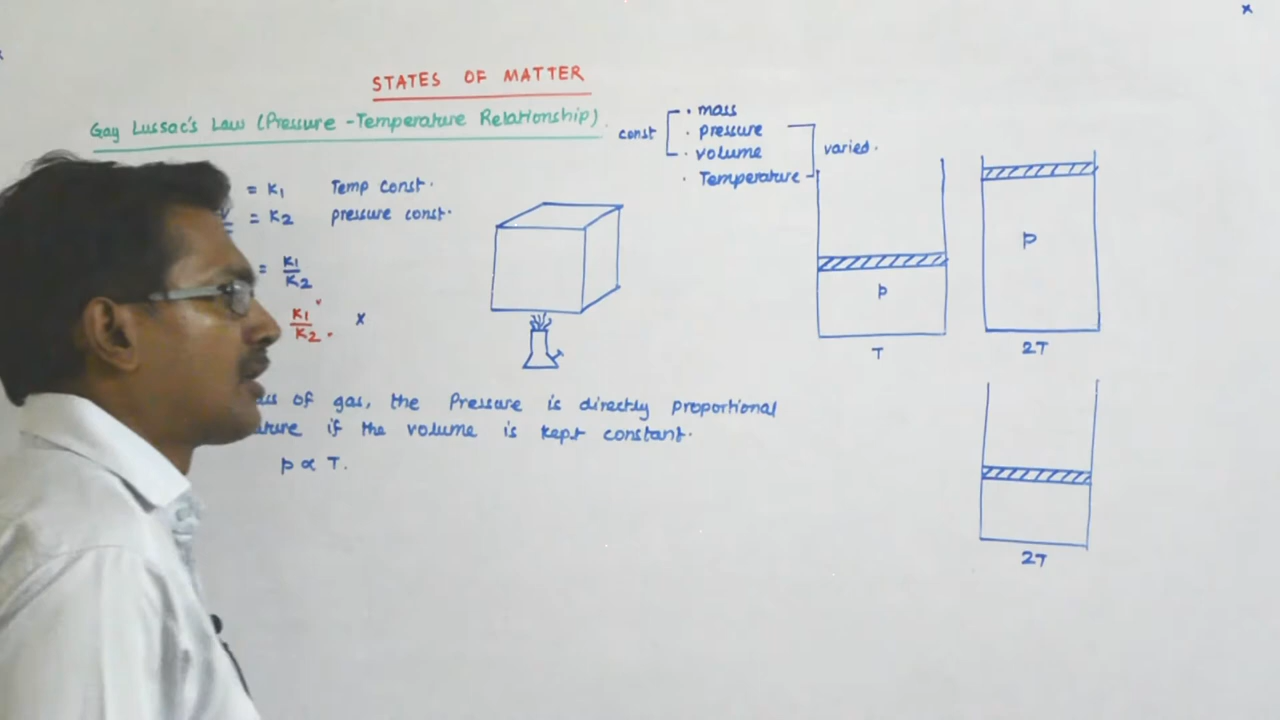 STATES OF MATTER
Gay Lussac's Law (Pressure - Temperature Relationship).
const
· mass
· pressure
· volume
· Temperature
varied.
= K1 Temp const.
= K2 pressure const.
= K1/K2
K1/K2. x
of gas, the Pressure is directly proportional
if the volume is kept constant.
p ∝ T.
P
T
P
2T
2T
x